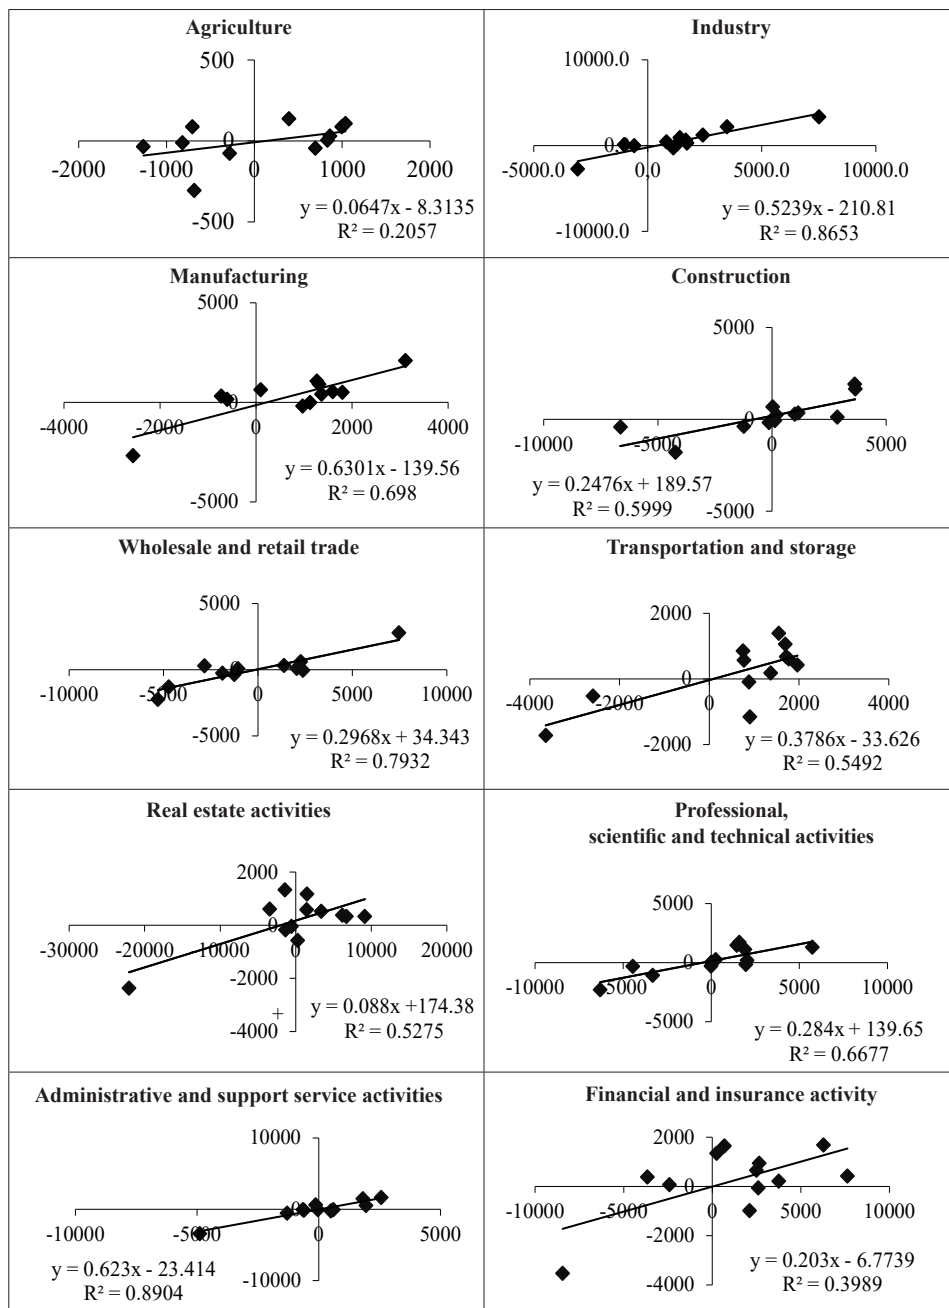 Agriculture
500
0
-2000
-1000
0
1000
2000
-500
y = 0.0647x - 8.3135
R² = 0.2057
Industry
10000.0
0.0
-5000.0
0.0
5000.0
10000.0
-10000.0
y = 0.5239x - 210.81
R² = 0.8653
Manufacturing
5000
0
-4000
-2000
0
2000
4000
-5000
y = 0.6301x - 139.56
R² = 0.698
Construction
5000
0
-10000
-5000
0
5000
-5000
y = 0.2476x + 189.57
R² = 0.5999
Wholesale and retail trade
5000
0
-10000
-5000
0
5000
10000
-5000
y = 0.2968x + 34.343
R² = 0.7932
Transportation and storage
2000
0
-4000
-2000
0
2000
4000
-2000
y = 0.3786x - 33.626
R² = 0.5492
Real estate activities
2000
0
-30000
-20000
-10000
0
10000
20000
-2000
-4000
+
y = 0.088x +174.38
R² = 0.5275
Professional,
scientific and technical activities
5000
0
-10000
-5000
0
5000
10000
-5000
y = 0.284x + 139.65
R² = 0.6677
Administrative and support service activities
10000
0
-10000
-5000
0
5000
-10000
y = 0.623x - 23.414
R² = 0.8904
Financial and insurance activity
2000
0
-10000
-5000
0
5000
10000
-2000
-4000
y = 0.203x - 6.7739
R² = 0.3989